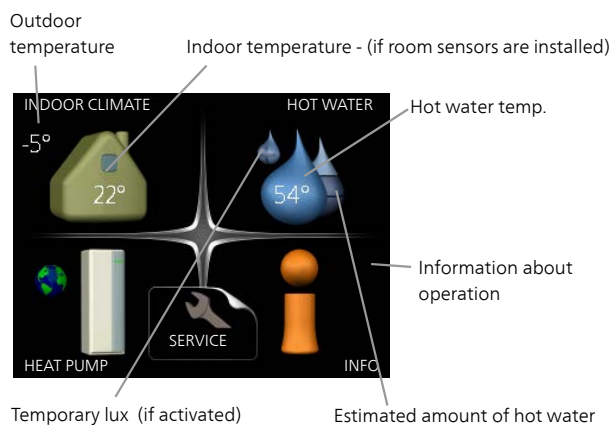 Outdoor
temperature
Indoor temperature - (if room sensors are installed)
INDOOR CLIMATE
HOT WATER
Hot water temp.
-5°
22°
54°
Information about
operation
SERVICE
HEAT PUMP
INFO
Temporary lux (if activated)
Estimated amount of hot water